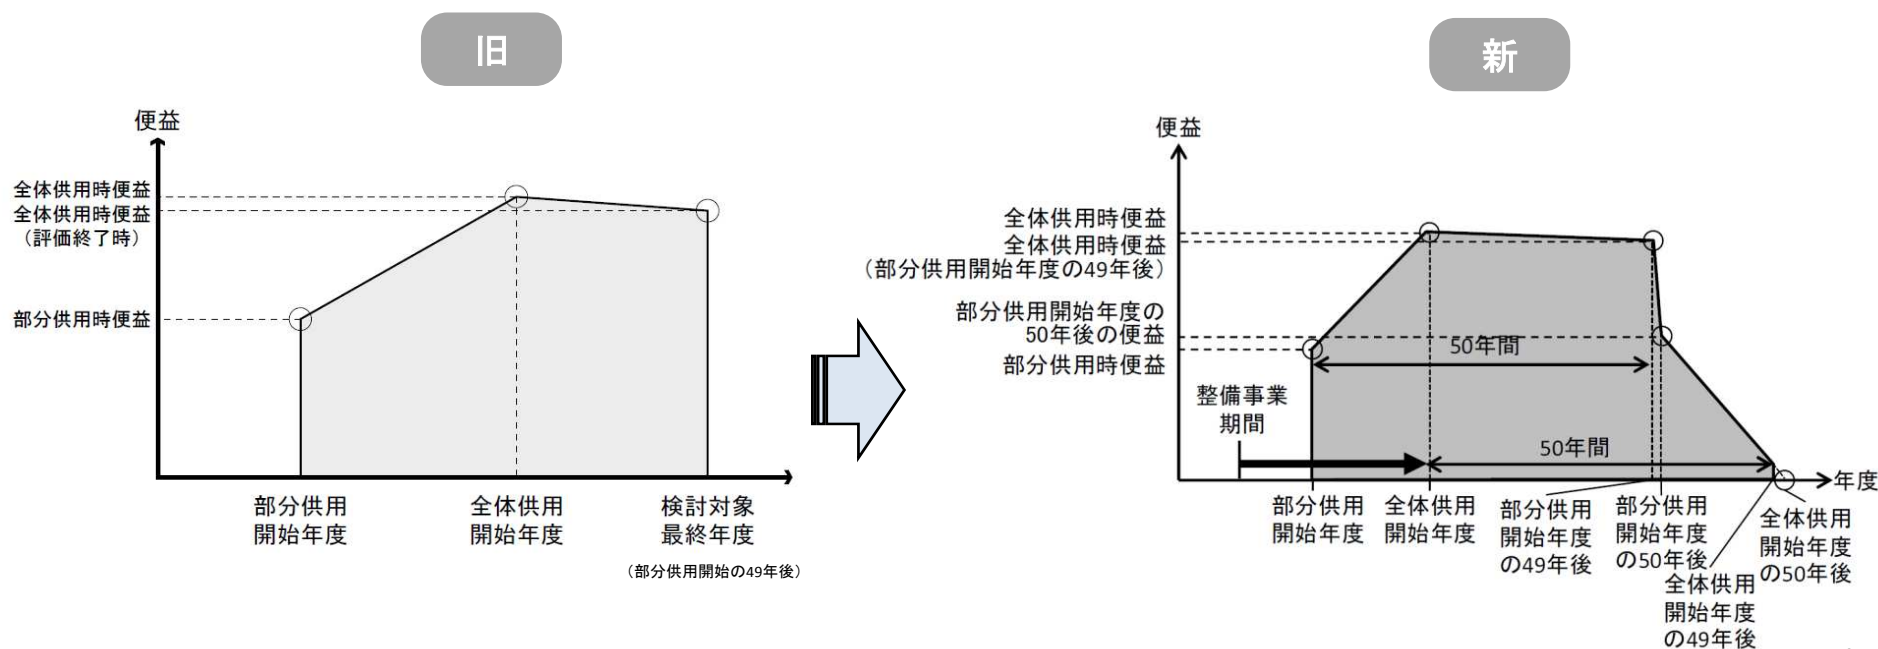 旧
便益
全体供用時便益
全体供用時便益
（評価終了時）
部分供用時便益
部分供用
開始年度
全体供用
開始年度
検討対象
最終年度
（部分供用開始の49年後）
新
便益
全体供用時便益
全体供用時便益
（部分供用開始年度の49年後）
部分供用開始年度の
50年後の便益
部分供用時便益
50年間
整備事業
期間
50年間
年度
部分供用
開始年度
全体供用
開始年度
部分供用
開始年度
の49年後
部分供用
開始年度
の50年後
全体供用
開始年度
の49年後
全体供用
開始年度
の50年後